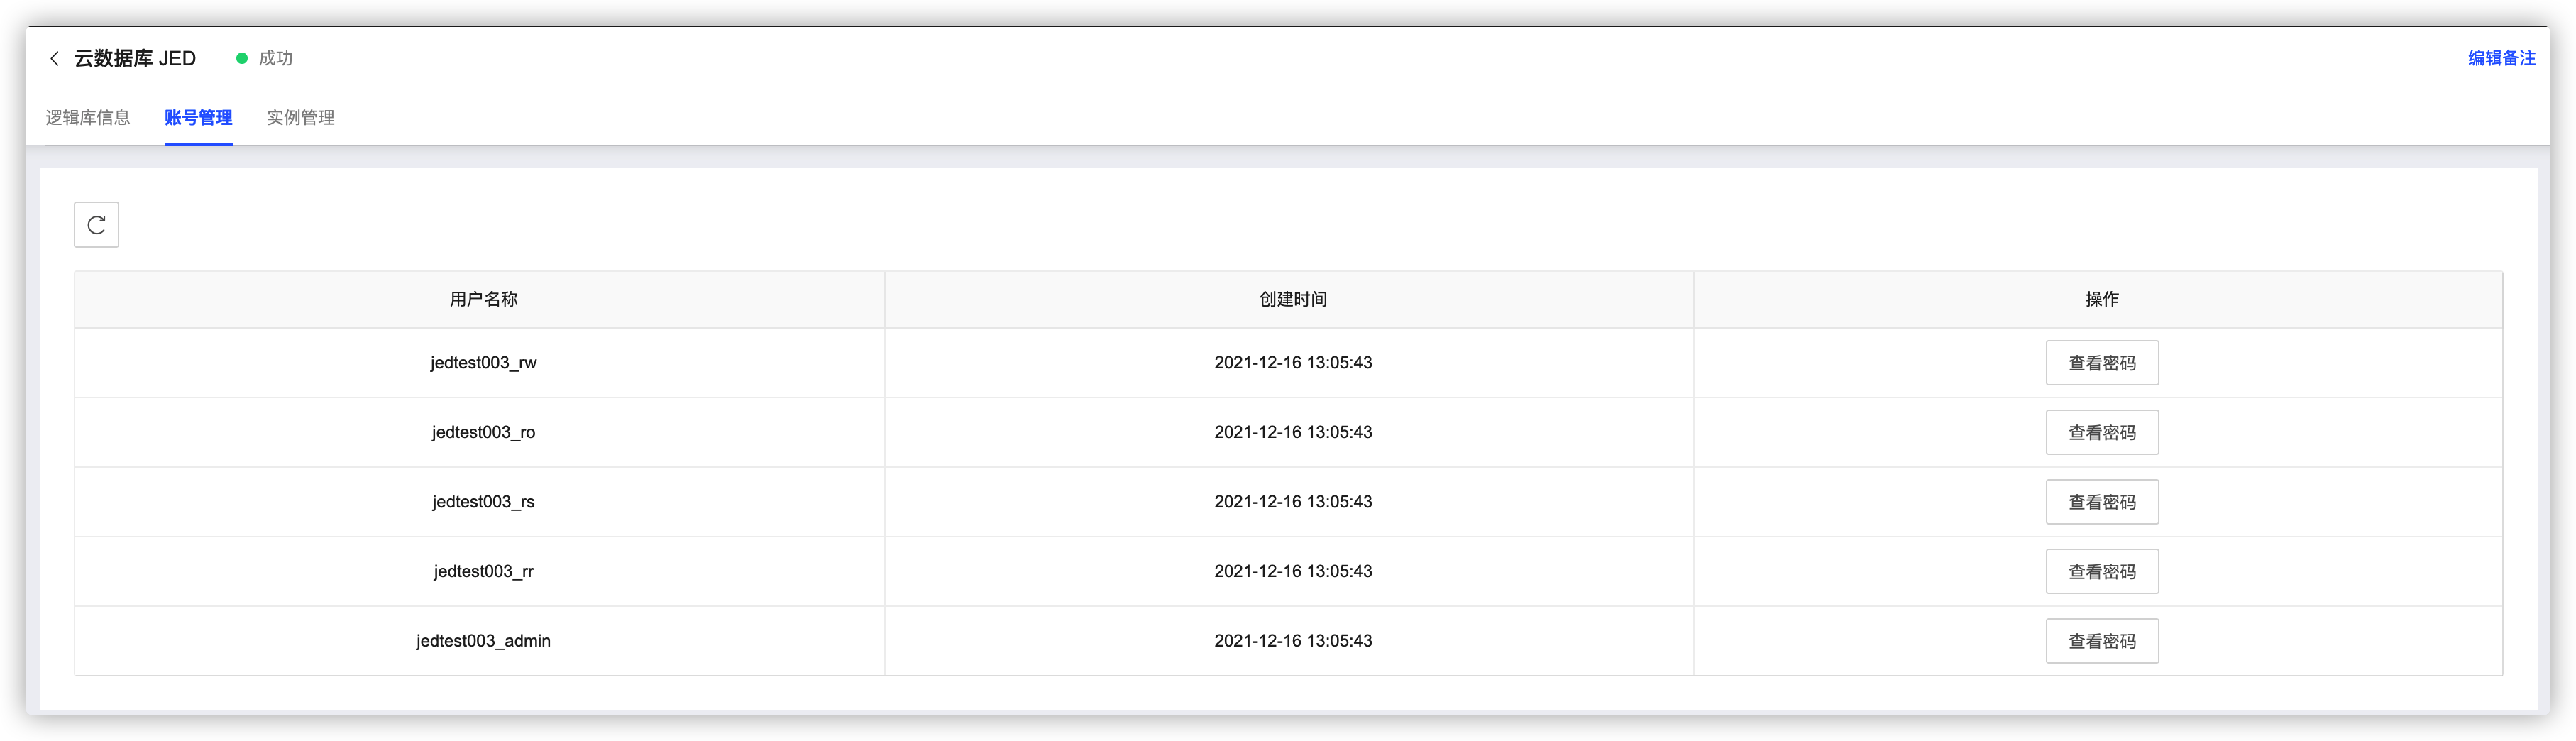 云数据库 JED 成功 编辑备注
逻辑库信息 账号管理 实例管理
用户名称 创建时间 操作
jedtest003_rw 2021-12-16 13:05:43 查看密码
jedtest003_ro 2021-12-16 13:05:43 查看密码
jedtest003_rs 2021-12-16 13:05:43 查看密码
jedtest003_rr 2021-12-16 13:05:43 查看密码
jedtest003_admin 2021-12-16 13:05:43 查看密码